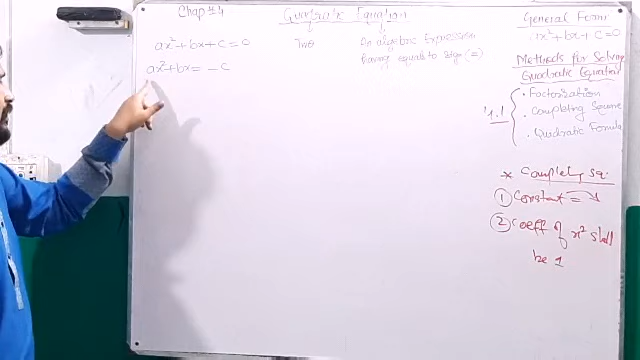 Chap # 4
Quadratic Equation
Two
An algebraic Expression
having equals to sign (=)
ax² + bx + c = 0
ax² + bx = - c
General Form:
ax² + bx + c = 0
Methods for Solving
Quadratic Equation
4.1
• Factorization
• Completing Square
• Quadratic Formula
* Completing Sq.
① Constant =
② Coeff of x² shall
be 1